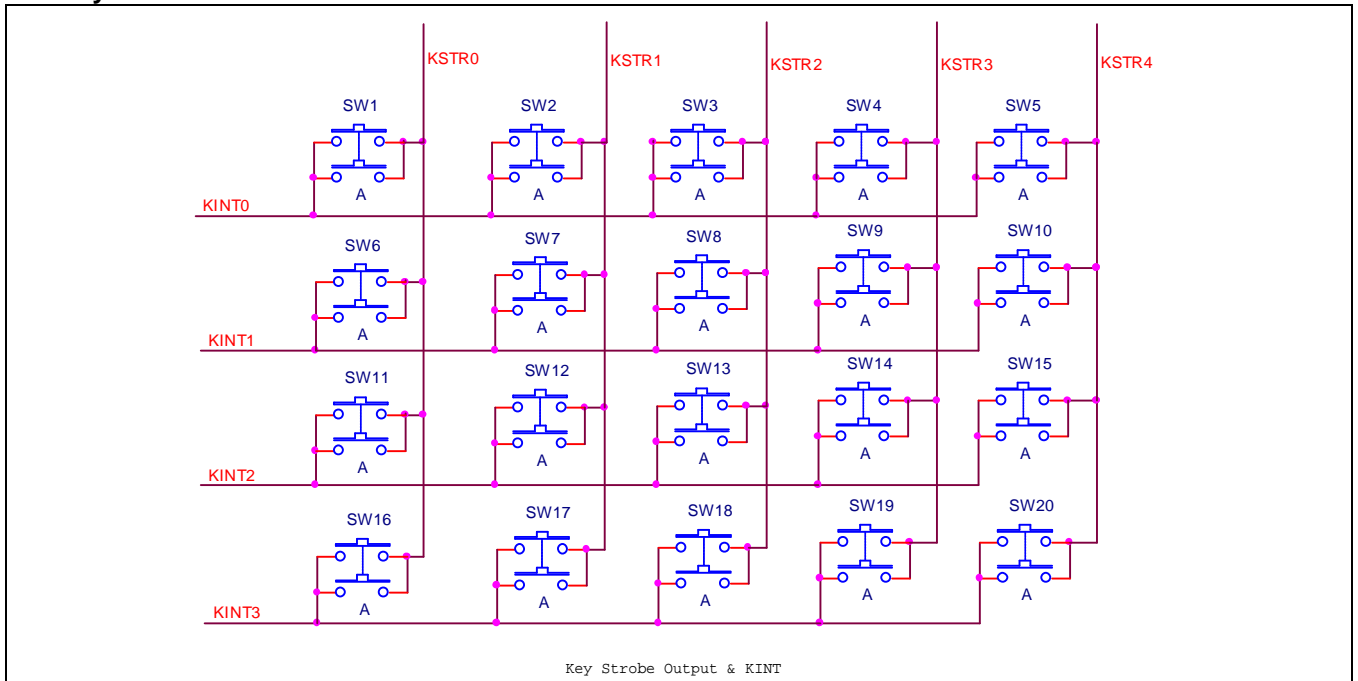 KSTR0 KSTR1 KSTR2 KSTR3 KSTR4
SW1 SW2 SW3 SW4 SW5
A A A A A
KINT0
SW6 SW7 SW8 SW9 SW10
A A A A A
KINT1
SW11 SW12 SW13 SW14 SW15
A A A A A
KINT2
SW16 SW17 SW18 SW19 SW20
A A A A A
KINT3
Key Strobe Output & KINT